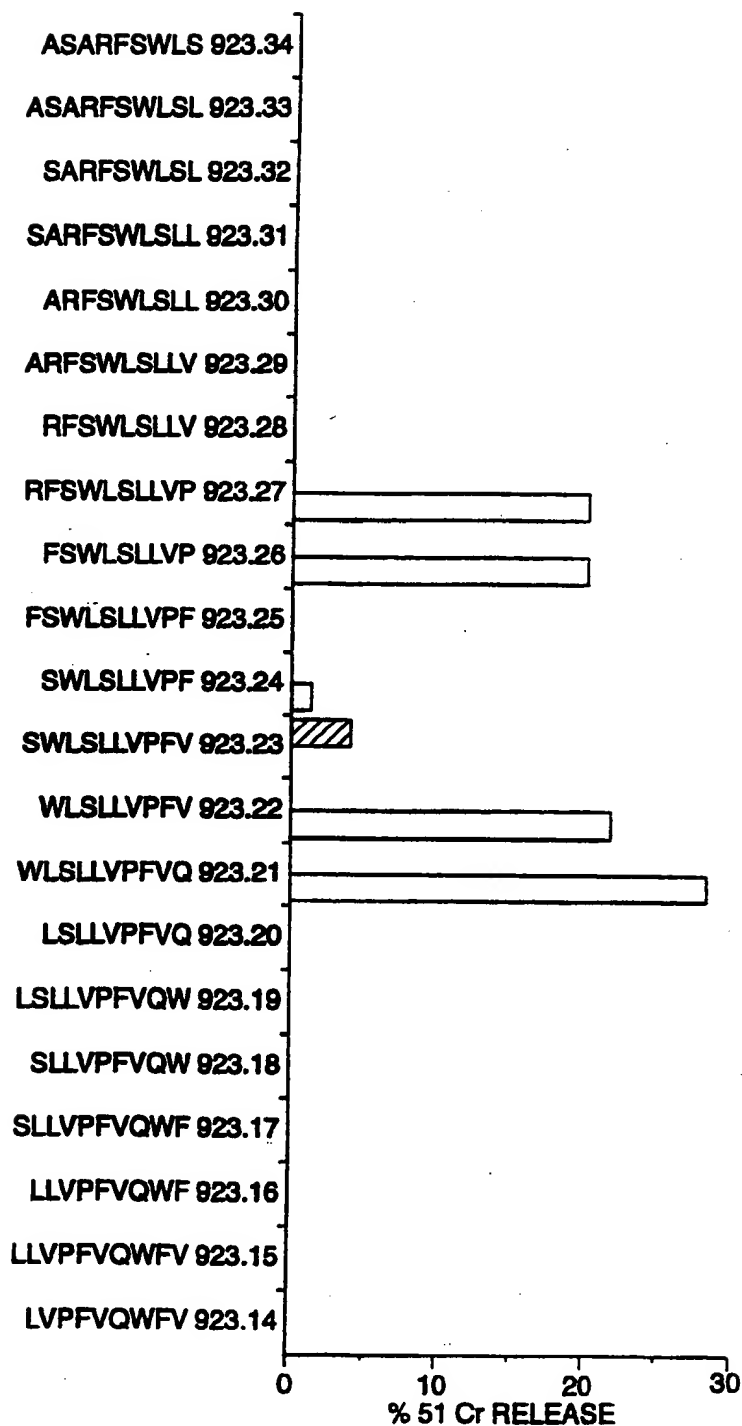 ASARFSWLS 923.34
ASARFSWLSL 923.33
SARFSWLSL 923.32
SARFSWLSLL 923.31
ARFSWLSLL 923.30
ARFSWLSLLV 923.29
RFSWLSLLV 923.28
RFSWLSLLVP 923.27
FSWLSLLVP 923.26
FSWLSLLVPF 923.25
SWLSLLVPF 923.24
SWLSLLVPFV 923.23
WLSLLVPFV 923.22
WLSLLVPFVQ 923.21
LSLLVPFVQ 923.20
LSLLVPFVQW 923.19
SLLVPFVQW 923.18
SLLVPFVQWF 923.17
LLVPFVQWF 923.16
LLVPFVQWFV 923.15
LVPFVQWFV 923.14
0 10 20 30
% 51 Cr RELEASE